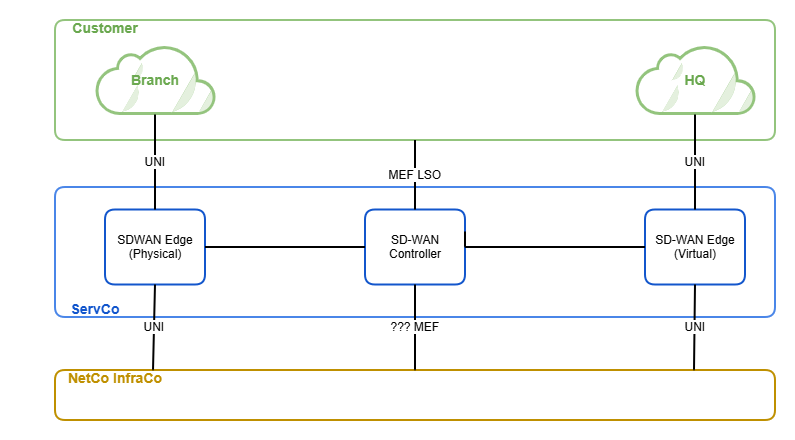 Customer
Branch
HQ
UNI
MEF LSO
UNI
SDWAN Edge
(Physical)
SD-WAN
Controller
SD-WAN Edge
(Virtual)
ServCo
UNI
??? MEF
UNI
NetCo InfraCo